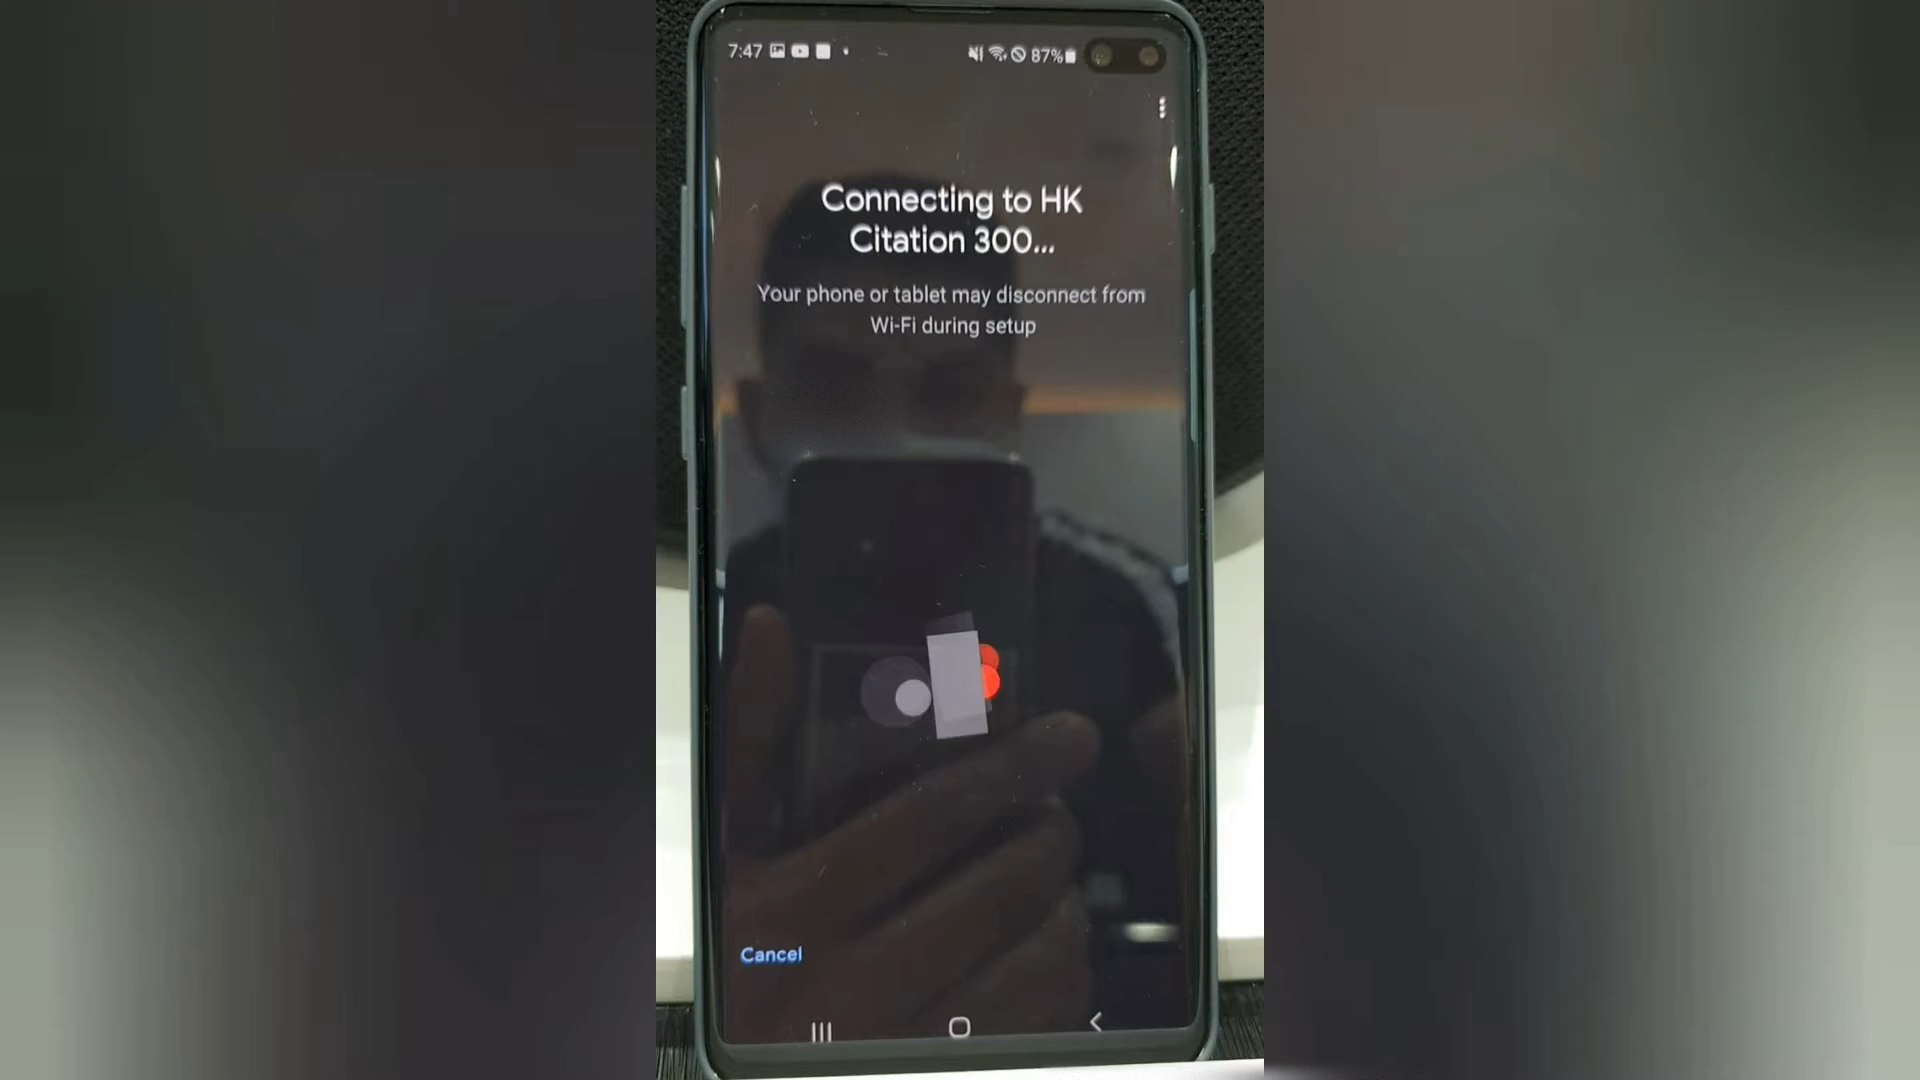 7:47 87%
Connecting to HK
Citation 300...
Your phone or tablet may disconnect from
Wi-Fi during setup
Cancel